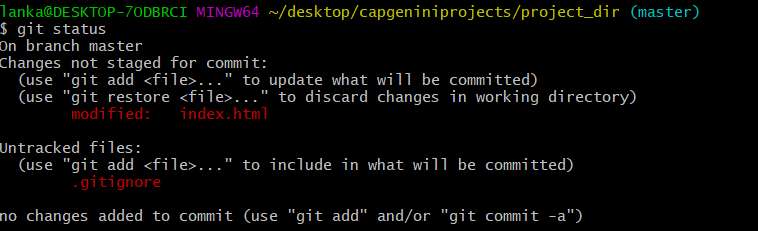 lanka@DESKTOP-7ODBRCI MINGW64 ~/desktop/capgeniniprojects/project_dir (master)
$ git status
On branch master
Changes not staged for commit:
  (use "git add <file>..." to update what will be committed)
  (use "git restore <file>..." to discard changes in working directory)
        modified:   index.html

Untracked files:
  (use "git add <file>..." to include in what will be committed)
        .gitignore

no changes added to commit (use "git add" and/or "git commit -a")